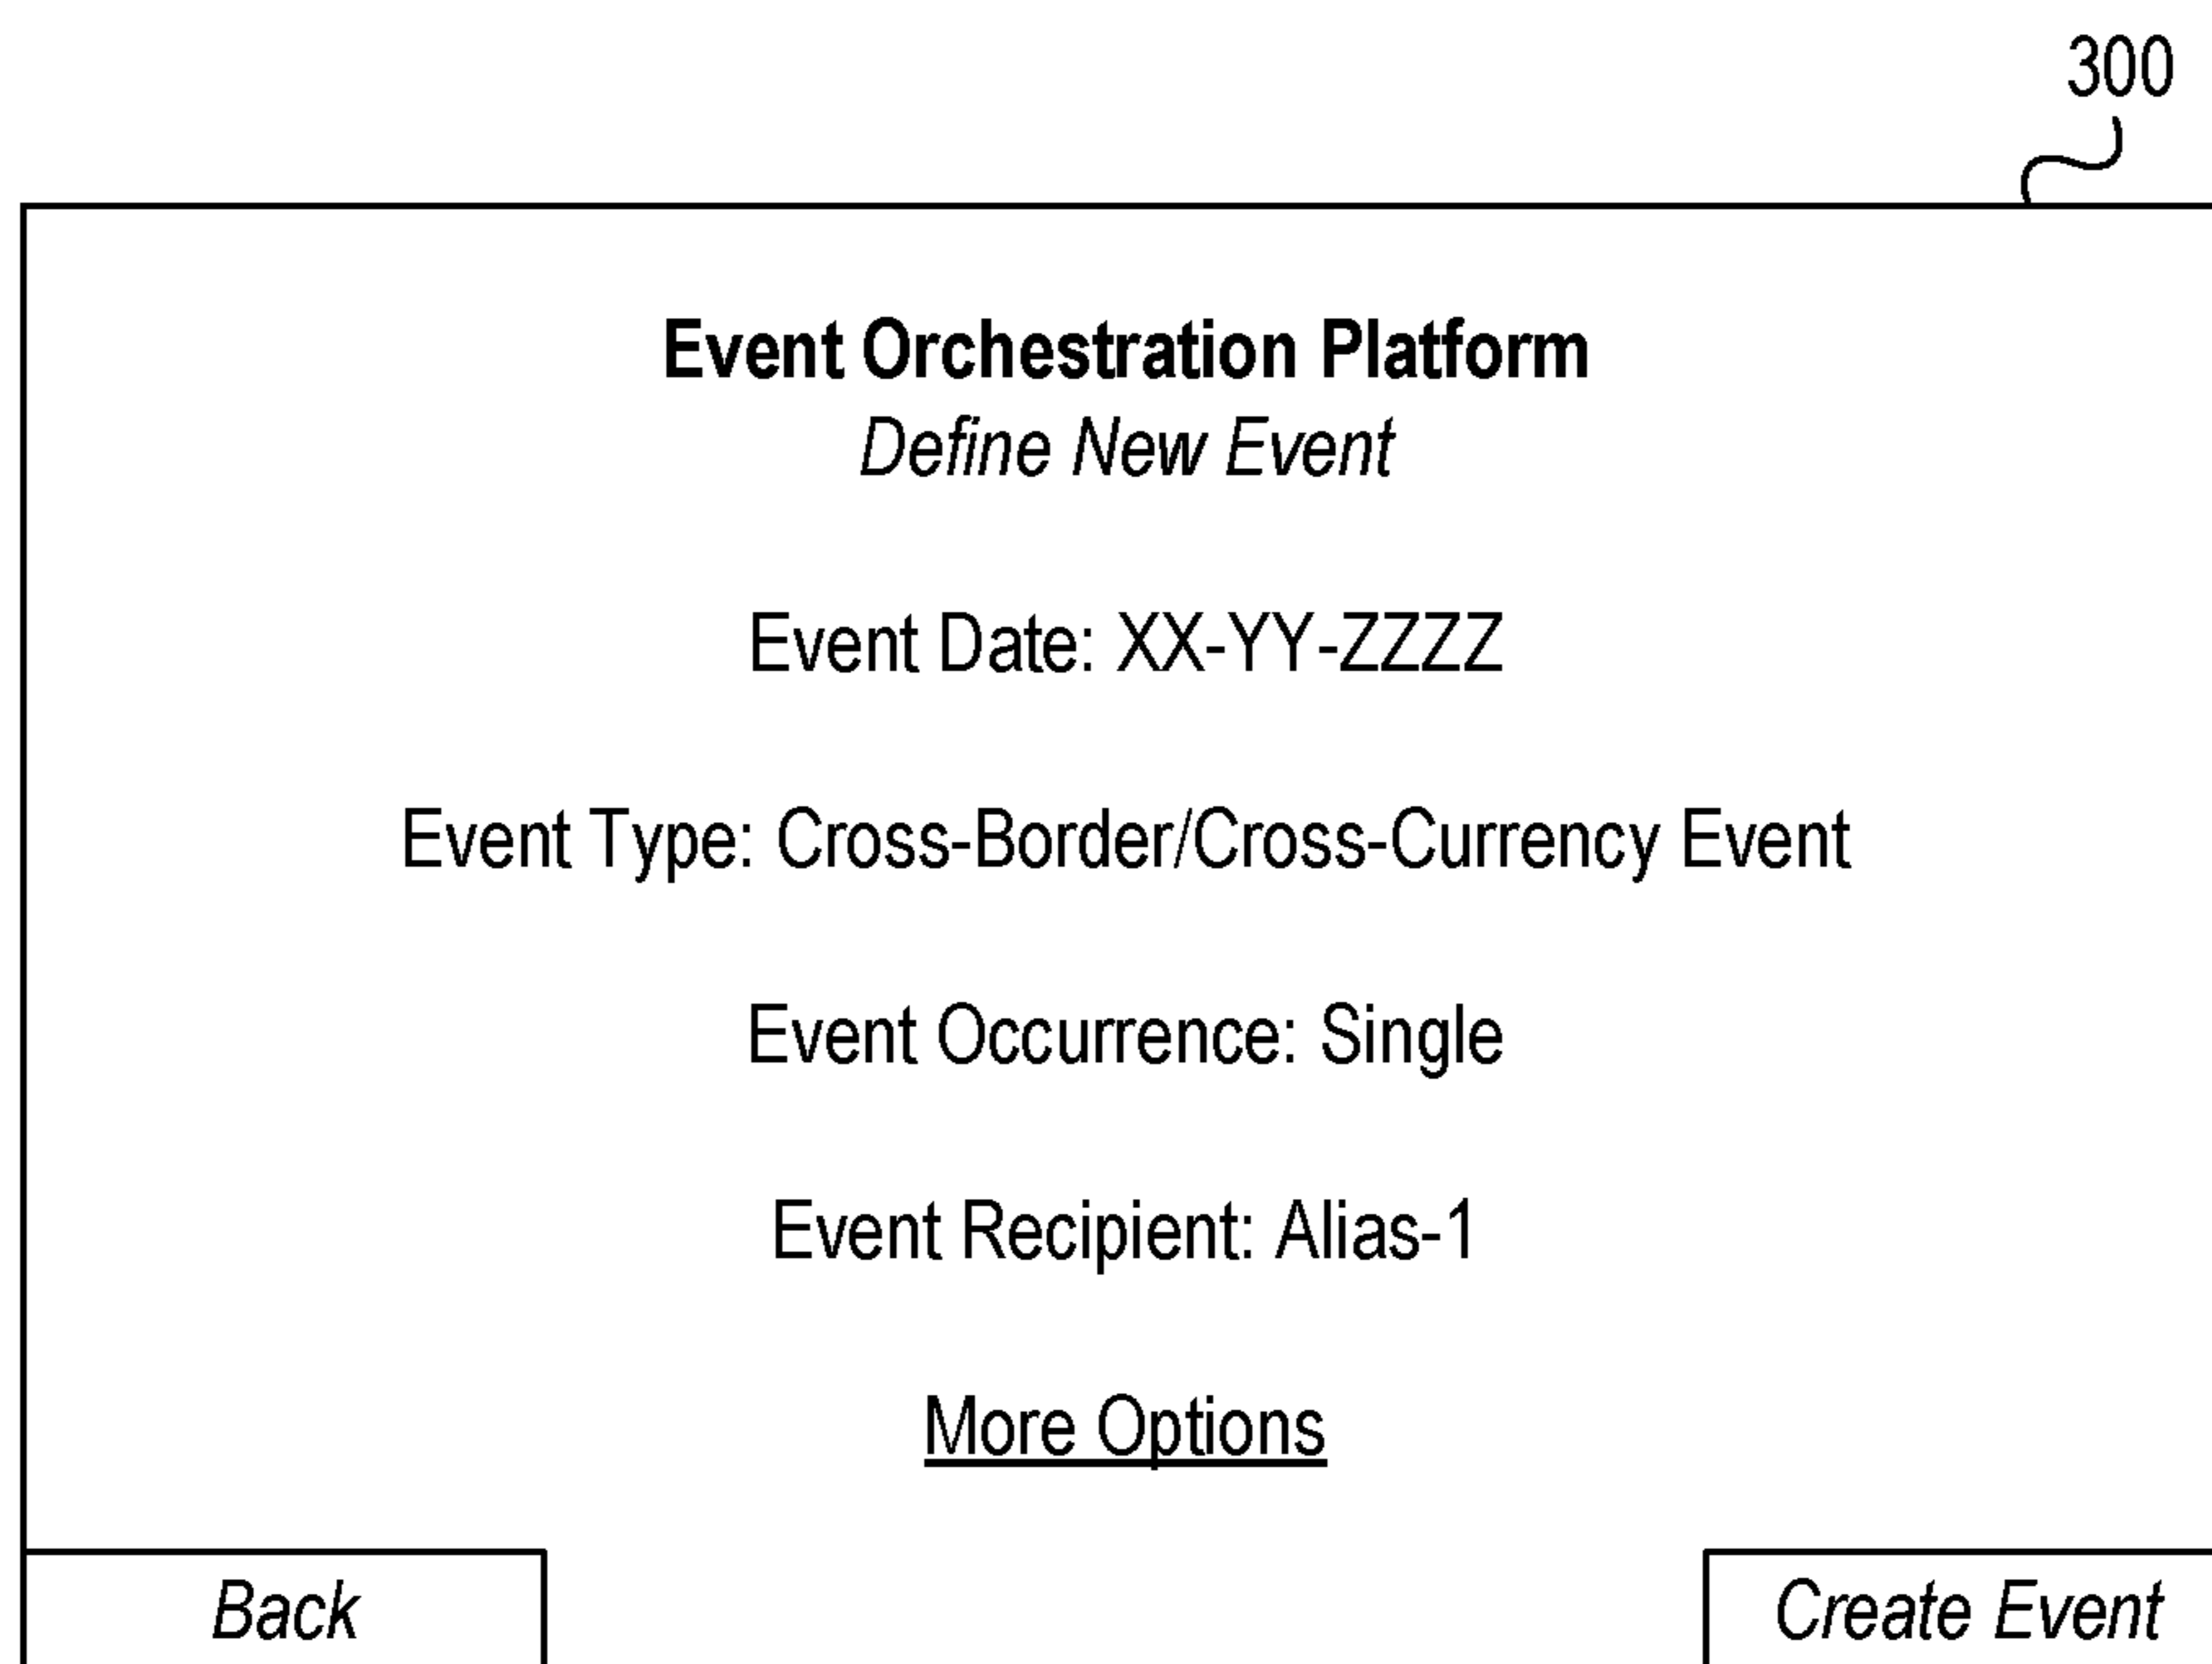 300
Event Orchestration Platform
Define New Event
Event Date: XX-YY-ZZZZ
Event Type: Cross-Border/Cross-Currency Event
Event Occurrence: Single
Event Recipient: Alias-1
More Options
Back
Create Event